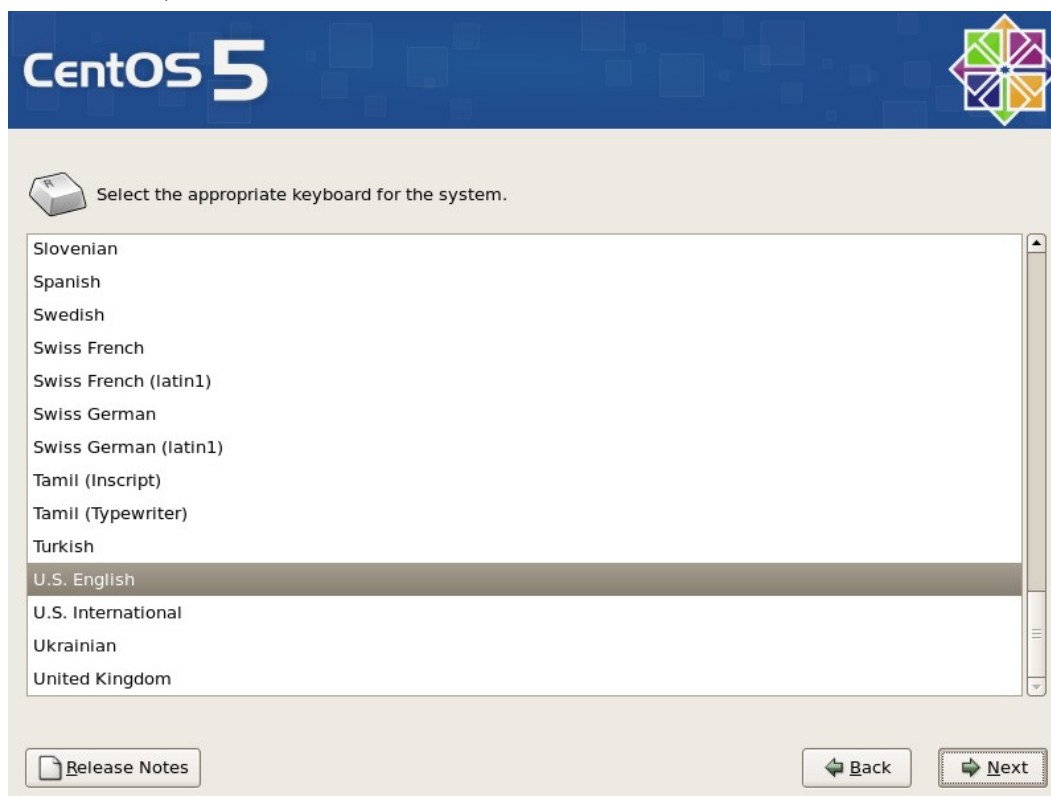 CentOS 5
R
Select the appropriate keyboard for the system.
Slovenian
Spanish
Swedish
Swiss French
Swiss French (latin1)
Swiss German
Swiss German (latin1)
Tamil (Inscript)
Tamil (Typewriter)
Turkish
U.S. English
U.S. International
Ukrainian
United Kingdom
Release Notes
Back
Next